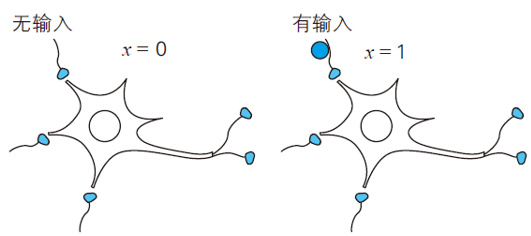 无输入
x = 0
有输入
x = 1